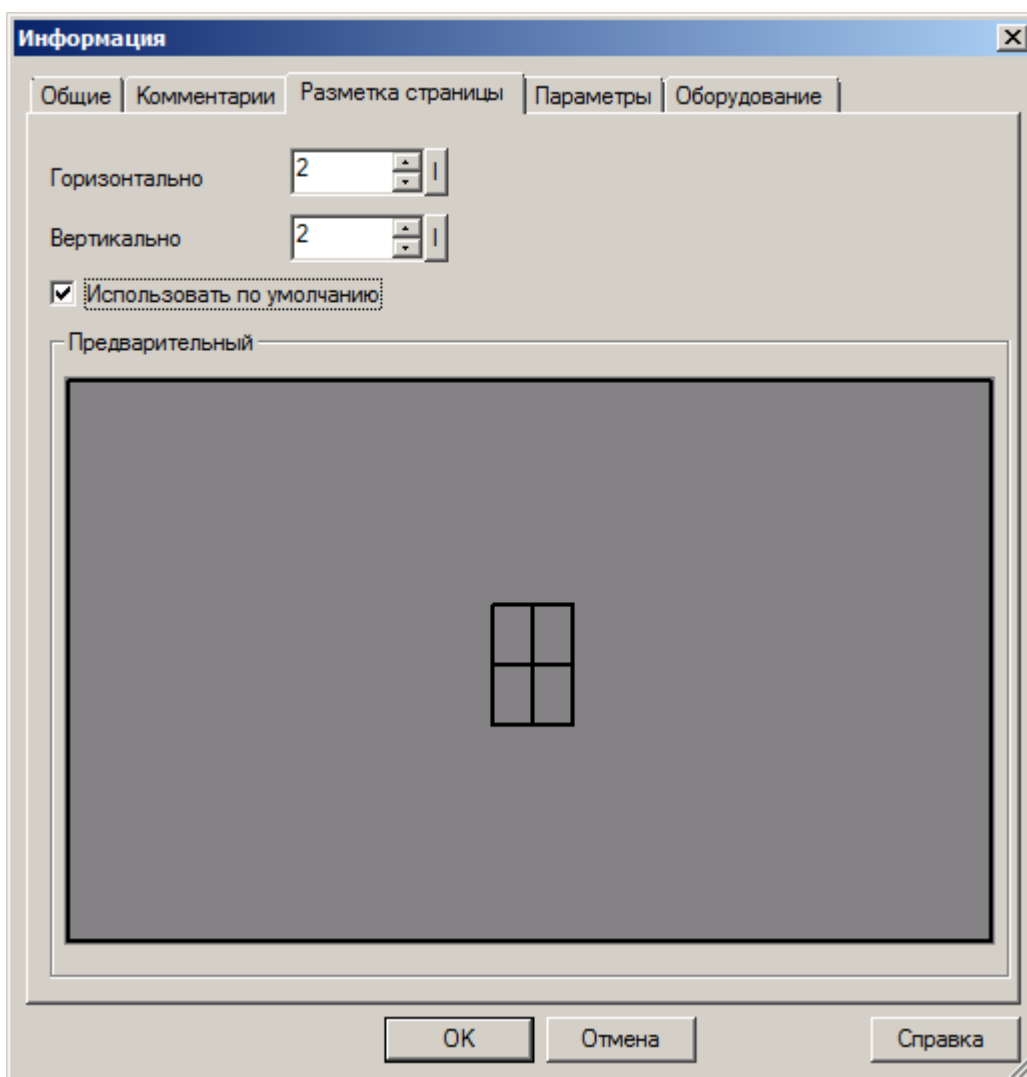 Информация
Общие Комментарии Разметка страницы Параметры Оборудование
Горизонтально 2
Вертикально 2
Использовать по умолчанию
Предварительный
OK Отмена Справка